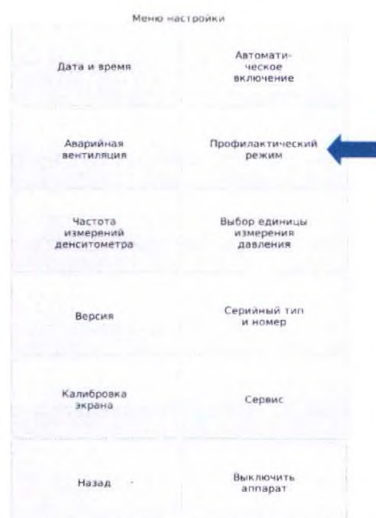 Меню настройки
Дата и время
Автомати-
ческое
включение
Аварийная
вентиляция
Профилактический
режим
Частота
измерений
денситометра
Выбор единицы
измерения
давления
Версия
Серийный тип
и номер
Калибровка
экрана
Сервис
Назад
Выключить
аппарат